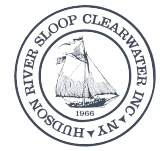 HUDSON RIVER SLOOP CLEARWATER INC NY
1966